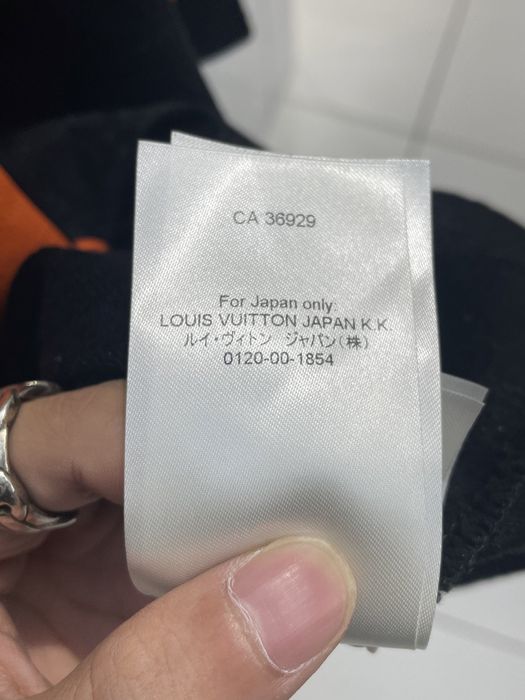 CA 36929
For Japan only:
LOUIS VUITTON JAPAN K.K.
ルイ・ヴィトン ジャパン(株)
0120-00-1854